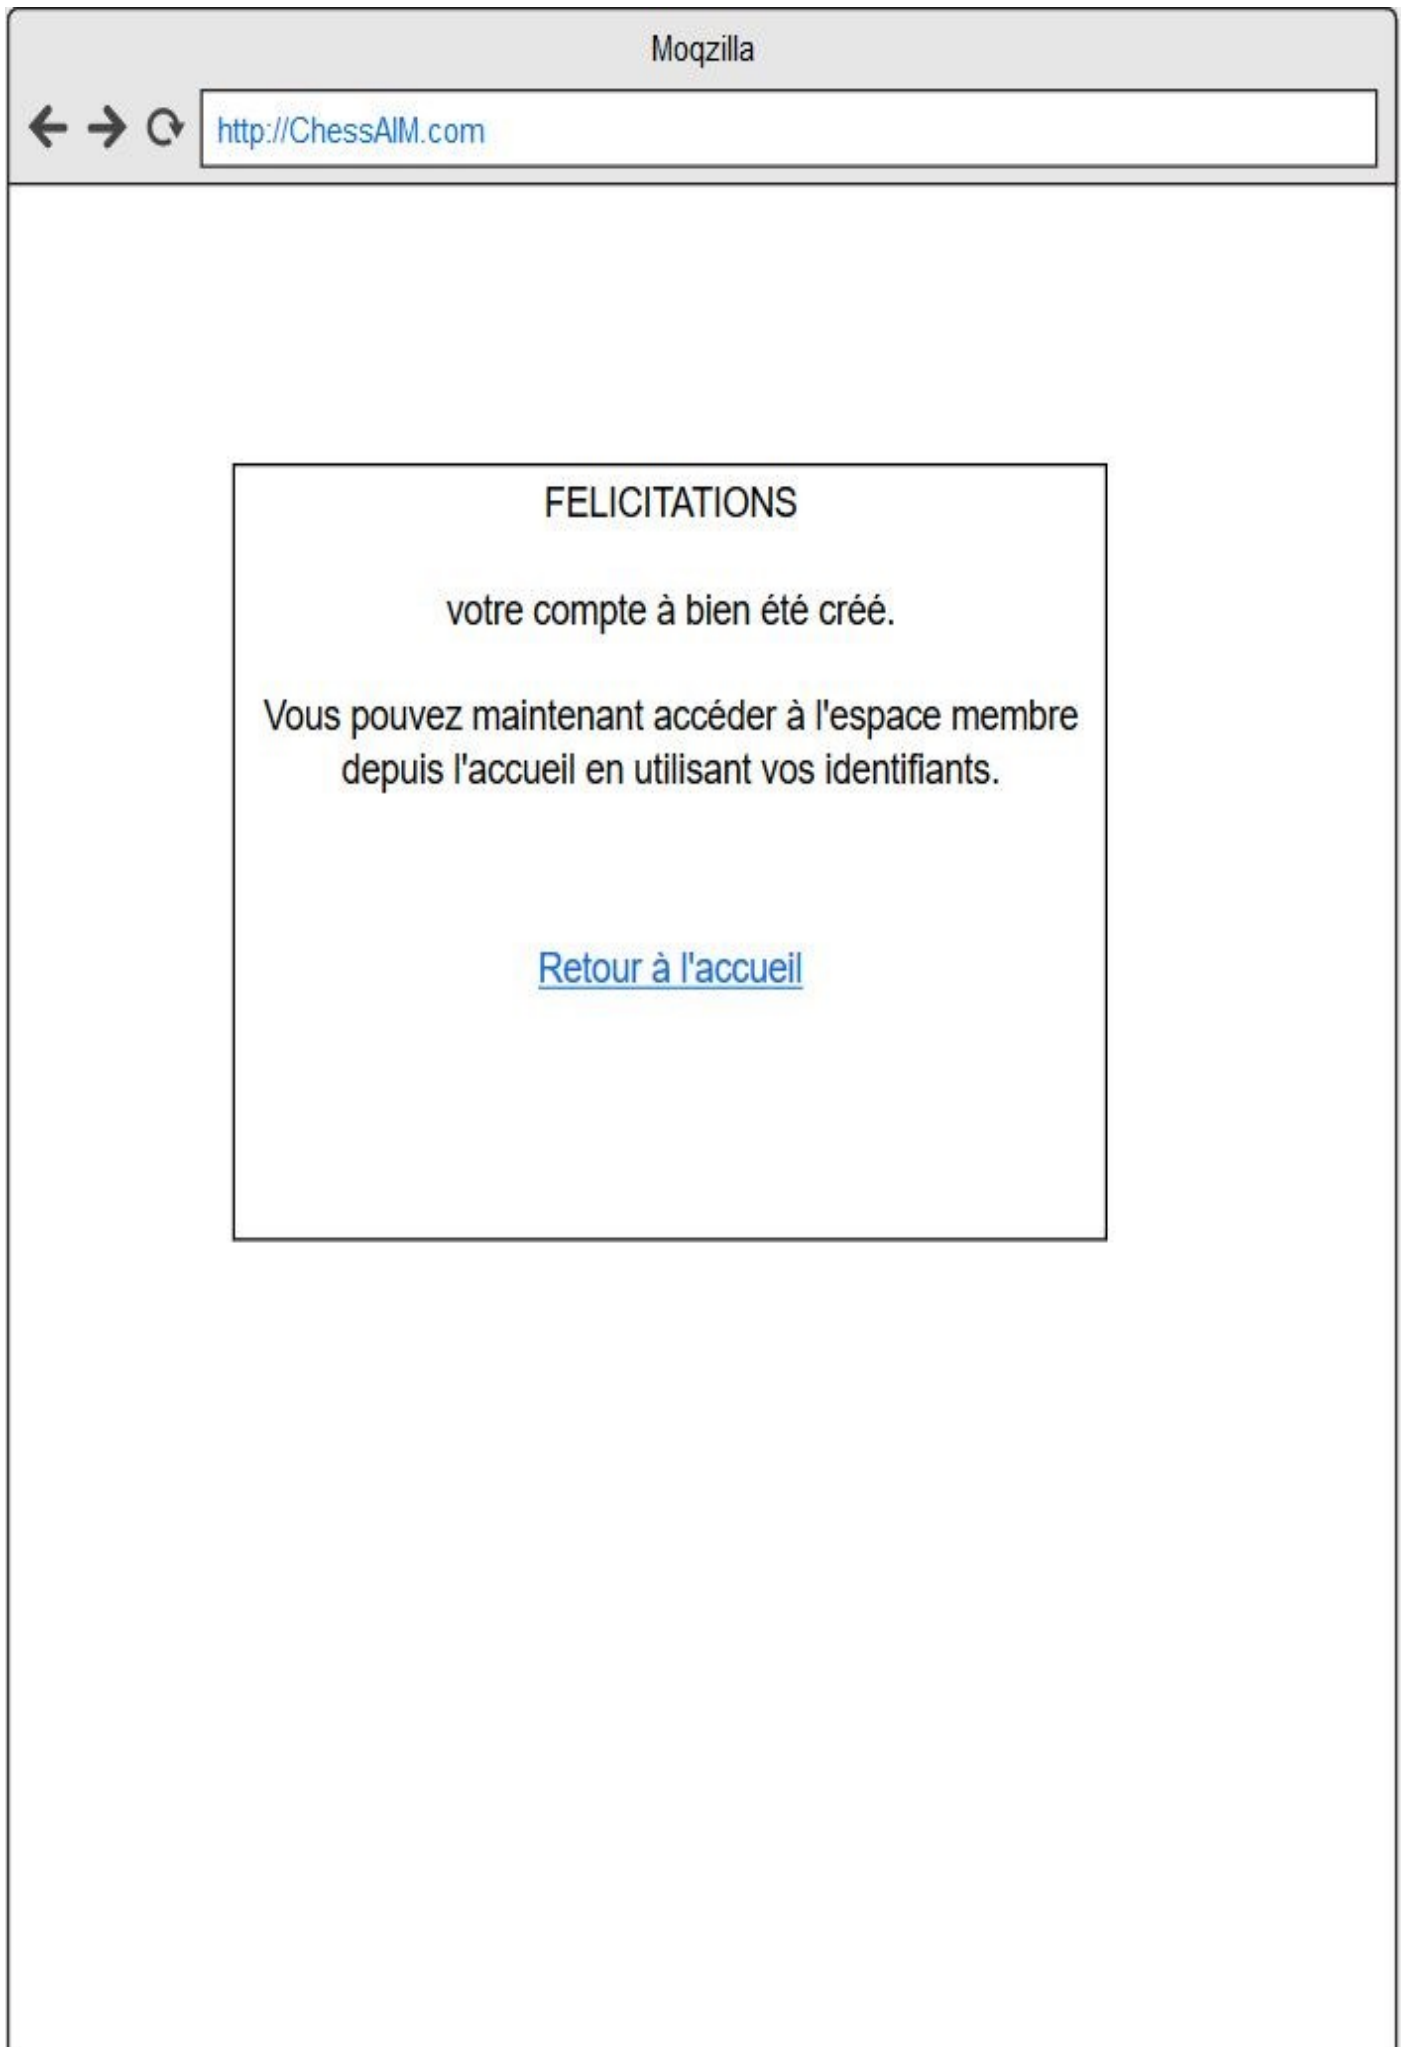 Moqzilla
http://ChessAIM.com
FELICITATIONS
votre compte à bien été créé.
Vous pouvez maintenant accéder à l'espace membre
depuis l'accueil en utilisant vos identifiants.
Retour à l'accueil